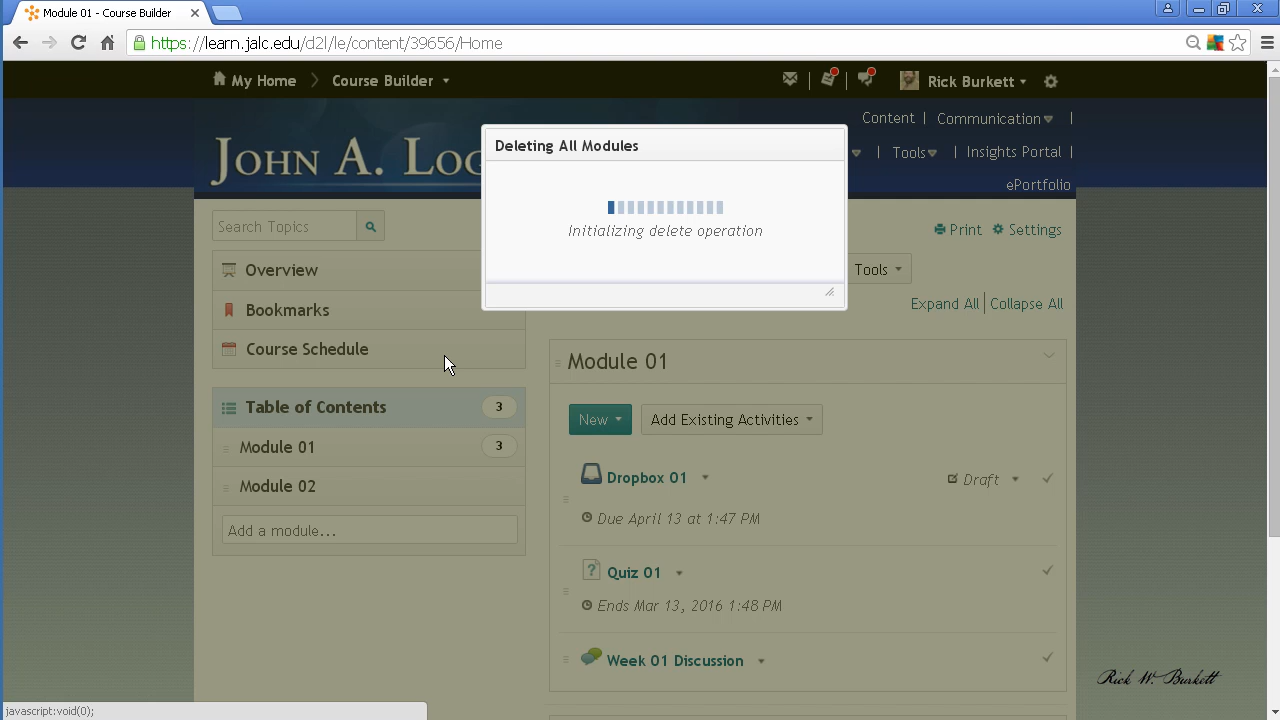 Module 01 - Course Builder
https://learn.jalc.edu/d2l/le/content/39656/Home
My Home
Course Builder
Rick Burkett
Content
Communication
JOHN A. LOG
Tools
Insights Portal
ePortfolio
Deleting All Modules
Initializing delete operation
Search Topics
Print
Settings
Overview
Tools
Bookmarks
Expand All
Collapse All
Course Schedule
Module 01
Table of Contents 3
New
Add Existing Activities
Module 01 3
Module 02
Dropbox 01
Draft
Due April 13 at 1:47 PM
Add a module...
Quiz 01
Ends Mar 13, 2016 1:48 PM
Week 01 Discussion
Rick W. Burkett
javascript:void(0);